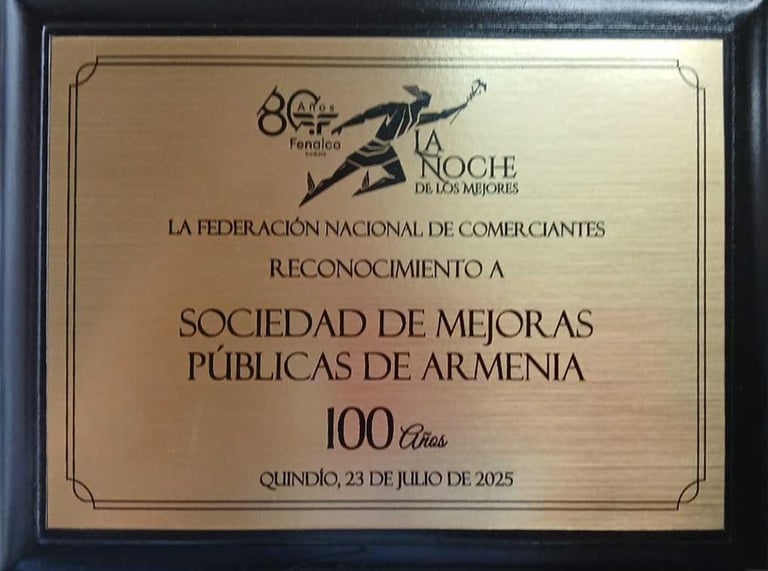 80 Años
Fenalco
LA
NOCHE
DE LOS MEJORES
LA FEDERACIÓN NACIONAL DE COMERCIANTES
RECONOCIMIENTO A
SOCIEDAD DE MEJORAS
PÚBLICAS DE ARMENIA
100 Años
QUINDÍO, 23 DE JULIO DE 2025